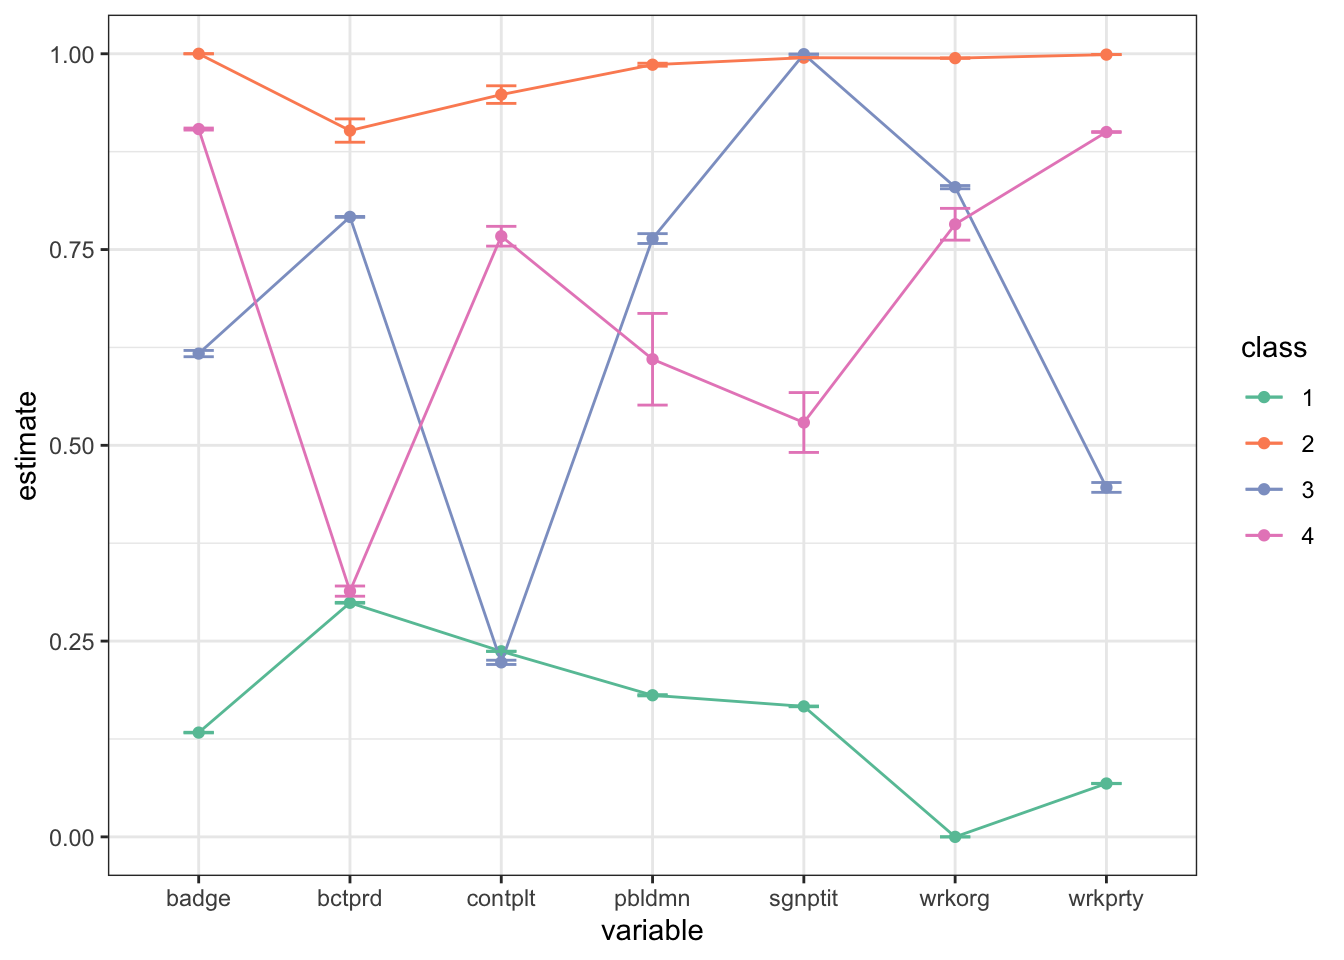 1.00
0.75
0.50
0.25
0.00
estimate
badge bctprd contplt pbldmn sgnptit wrkorg wrkprty
variable
class
1
2
3
4